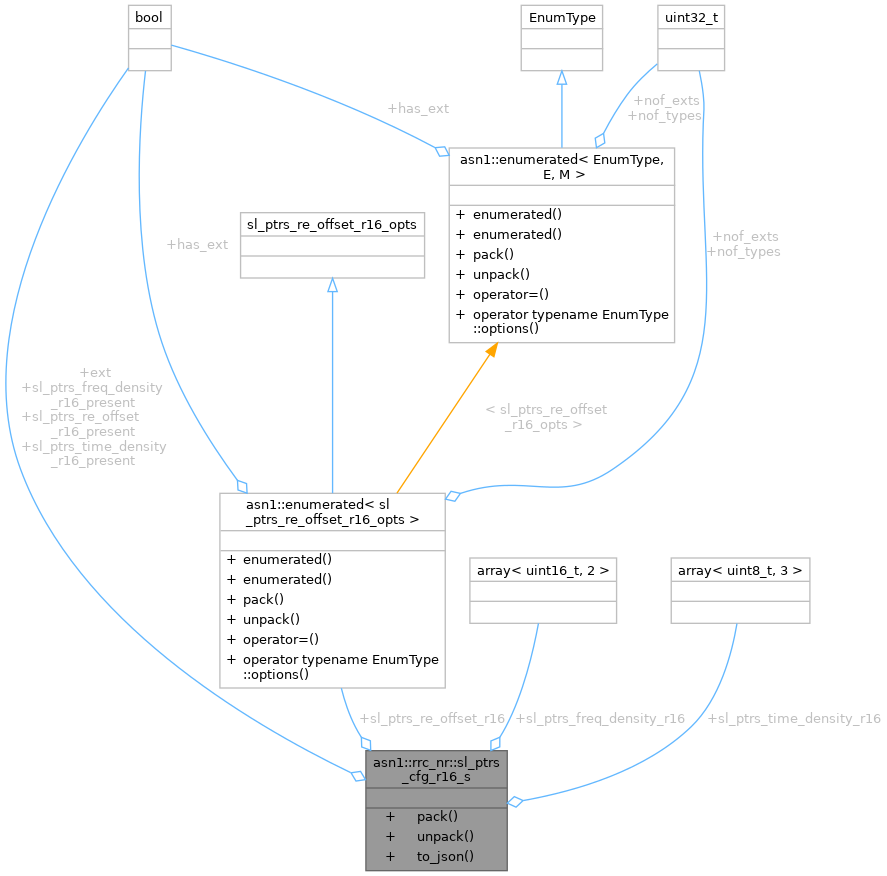 bool
EnumType
uint32_t
+has_ext
+nof_exts
+nof_types
asn1::enumerated< EnumType,
E, M >
+ enumerated()
+ enumerated()
+ pack()
+ unpack()
+ operator=()
+ operator typename EnumType
::options()
sl_ptrs_re_offset_r16_opts
+has_ext
+nof_exts
+nof_types
+ext
+sl_ptrs_freq_density
_r16_present
+sl_ptrs_re_offset
_r16_present
+sl_ptrs_time_density
_r16_present
< sl_ptrs_re_offset
_r16_opts >
asn1::enumerated< sl
_ptrs_re_offset_r16_opts >
+ enumerated()
+ enumerated()
+ pack()
+ unpack()
+ operator=()
+ operator typename EnumType
::options()
array< uint16_t, 2 >
array< uint8_t, 3 >
+sl_ptrs_re_offset_r16
+sl_ptrs_freq_density_r16
+sl_ptrs_time_density_r16
asn1::rrc_nr::sl_ptrs
_cfg_r16_s
+ pack()
+ unpack()
+ to_json()